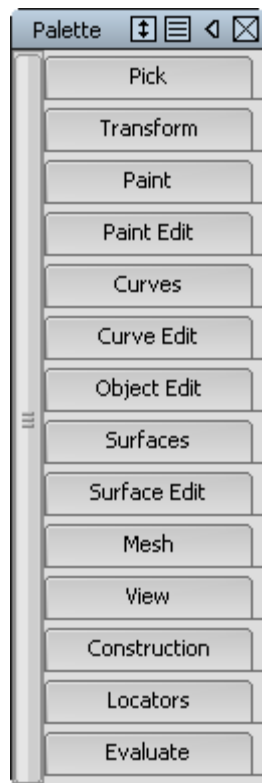 Palette
Pick
Transform
Paint
Paint Edit
Curves
Curve Edit
Object Edit
Surfaces
Surface Edit
Mesh
View
Construction
Locators
Evaluate